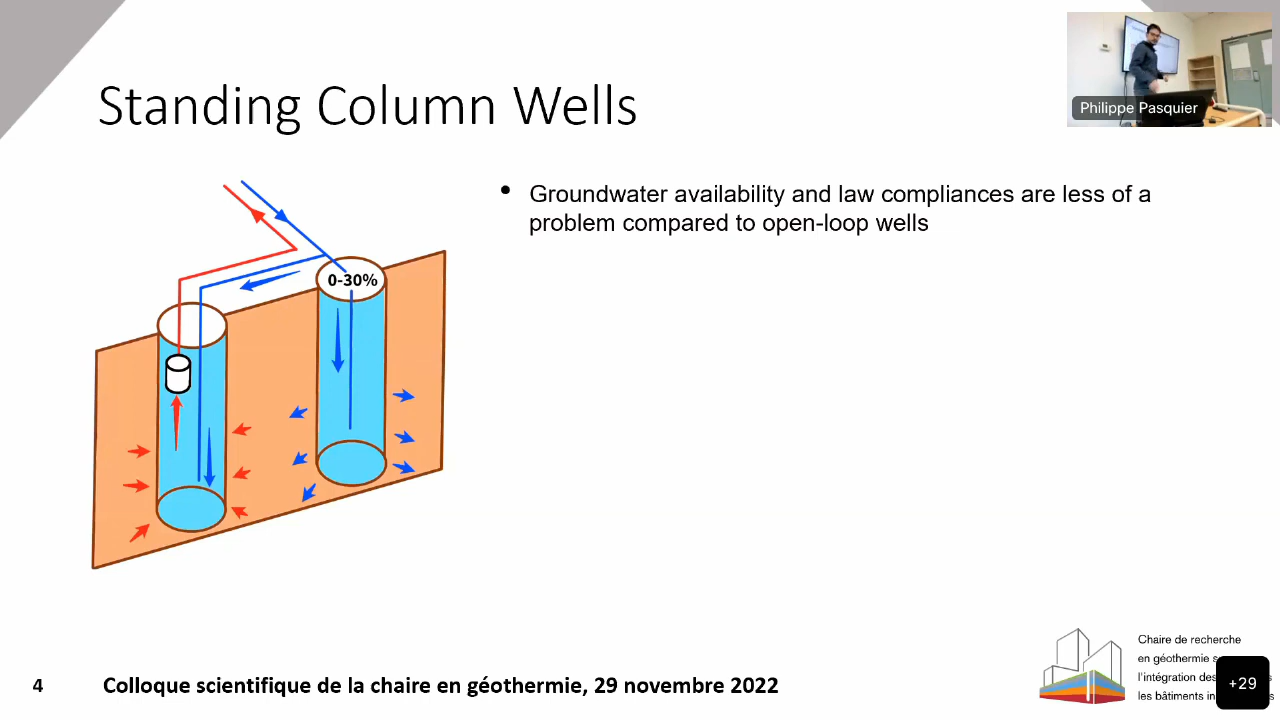 Philippe Pasquier
Standing Column Wells
Groundwater availability and law compliances are less of a
problem compared to open-loop wells
0-30%
Chaire de recherche
en géothermie
l'intégration des
les bâtiments
+29
4
Colloque scientifique de la chaire en géothermie, 29 novembre 2022